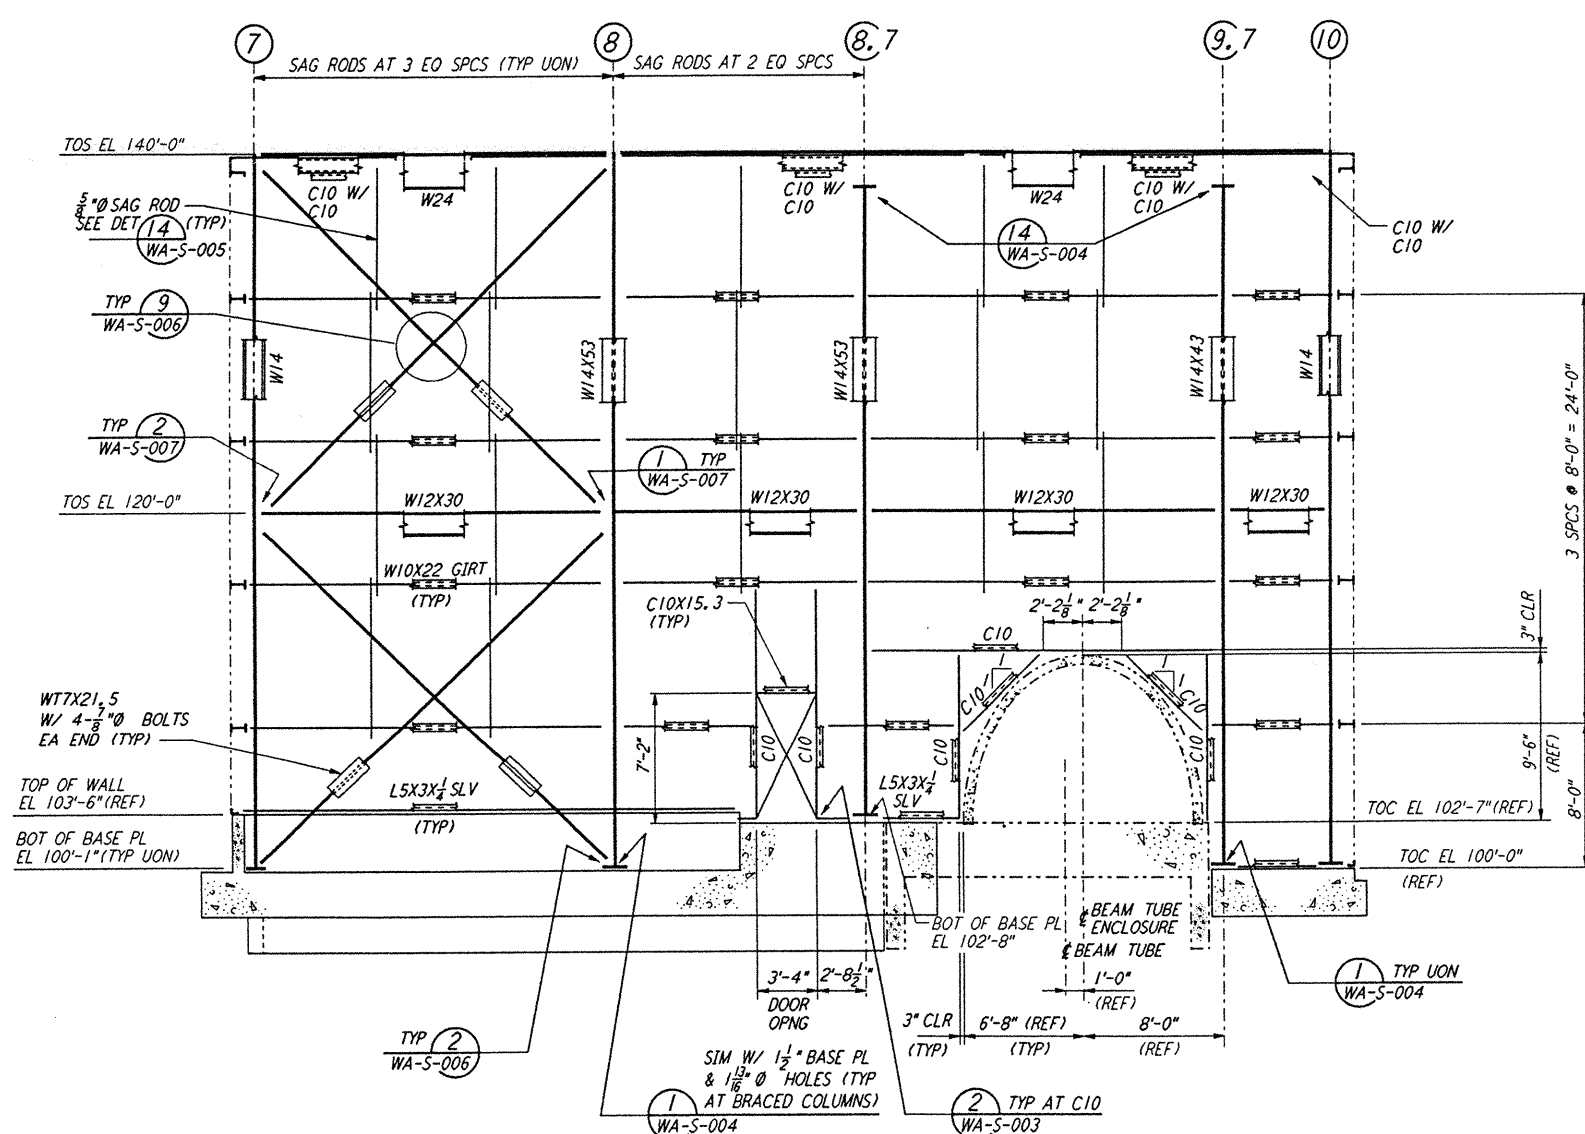 7
8
8.7
9.7
10
SAG RODS AT 3 EQ SPCS (TYP UON)
SAG RODS AT 2 EQ SPCS
TOS EL 140'-0"
C10 W/
C10
W24
C10 W/
C10
W24
C10 W/
C10
C10 W/
C10
5/8"Ø SAG ROD
SEE DET (TYP)
14
WA-S-005
14
WA-S-004
TYP 9
WA-S-006
W14
W14X53
W14X53
W14X43
W14
3 SPCS @ 8'-0" = 24'-0"
TYP 2
WA-S-007
1 TYP
WA-S-007
TOS EL 120'-0"
W12X30
W12X30
W12X30
W12X30
W10X22 GIRT
(TYP)
C10X15.3
(TYP)
2'-2 1/8"
2'-2 1/8"
3" CLR
C10
1
1
1
1
C10
C10
WT7X21.5
W/ 4-7/8"Ø BOLTS
EA END (TYP)
7'-2"
C10
C10
C10
C10
9'-6"
(REF)
8'-0"
TOP OF WALL
EL 103'-6"(REF)
L5X3X1/4 SLV
(TYP)
L5X3X1/4
SLV
TOC EL 102'-7"(REF)
BOT OF BASE PL
EL 100'-1"(TYP UON)
TOC EL 100'-0"
(REF)
BOT OF BASE PL
EL 102'-8"
℄ BEAM TUBE
ENCLOSURE
℄ BEAM TUBE
3'-4"
2'-8 1/2"
DOOR
OPNG
1'-0"
(REF)
1 TYP UON
WA-S-004
3" CLR
(TYP)
6'-8" (REF)
(TYP)
8'-0"
(REF)
TYP 2
WA-S-006
SIM W/ 1 1/2" BASE PL
& 1 13/16" Ø HOLES (TYP
AT BRACED COLUMNS)
1
WA-S-004
2 TYP AT C10
WA-S-003